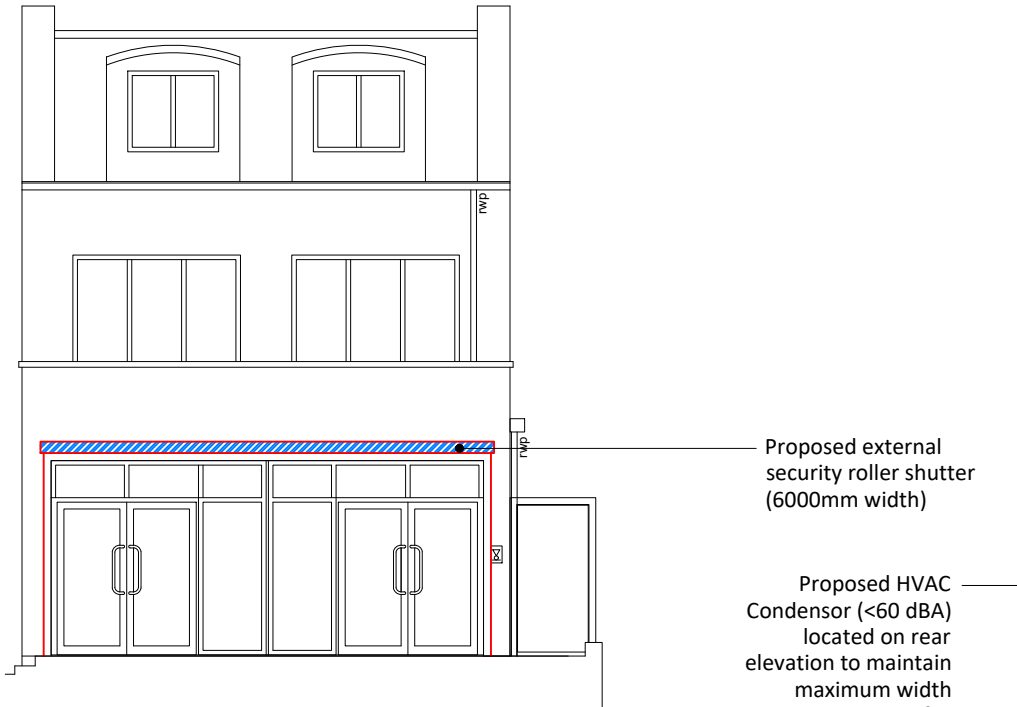 rwp
rwp
Proposed external
security roller shutter
(6000mm width)
Proposed HVAC
Condensor (<60 dBA)
located on rear
elevation to maintain
maximum width